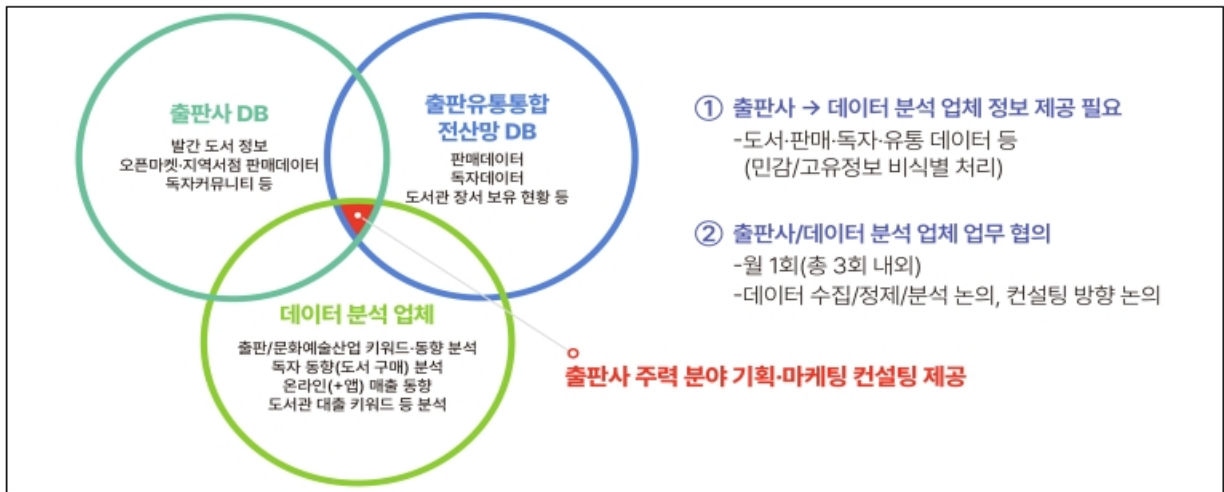 출판사 DB
발간 도서 정보
오픈마켓·지역서점 판매데이터
독자커뮤니티 등
출판유통통합
전산망 DB
판매데이터
독자데이터
도서관 장서 보유 현황 등
데이터 분석 업체
출판/문화예술산업 키워드·동향 분석
독자 동향(도서 구매) 분석
온라인(+앱) 매출 동향
도서관 대출 키워드 등 분석
① 출판사 → 데이터 분석 업체 정보 제공 필요
-도서·판매·독자·유통 데이터 등
(민감/고유정보 비식별 처리)
② 출판사/데이터 분석 업체 업무 협의
-월 1회(총 3회 내외)
-데이터 수집/정제/분석 논의, 컨설팅 방향 논의
출판사 주력 분야 기획·마케팅 컨설팅 제공